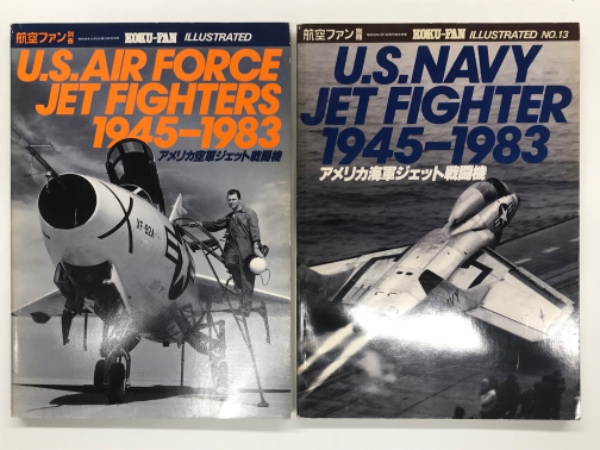 航空ファン別冊 KOKU-FAN ILLUSTRATED
U.S. AIR FORCE
JET FIGHTERS
1945-1983
アメリカ空軍ジェット戦闘機
XF-92A
航空ファン別冊 KOKU-FAN ILLUSTRATED NO.13
U.S. NAVY
JET FIGHTER
1945-1983
アメリカ海軍ジェット戦闘機